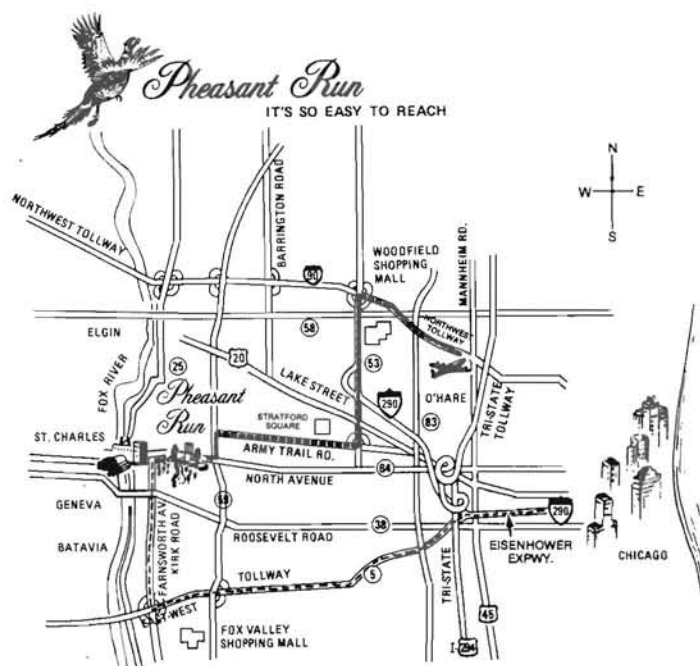 Pheasant Run
IT'S SO EASY TO REACH
N
W E
S
NORTHWEST TOLLWAY
BARRINGTON ROAD
MANNHEIM RD.
WOODFIELD
SHOPPING
MALL
90
NORTHWEST
TOLLWAY
ELGIN
58
53
20
25
FOX RIVER
LAKE STREET
290
O'HARE
TRI-STATE
TOLLWAY
83
Pheasant
Run
STRATFORD
SQUARE
ST. CHARLES
ARMY TRAIL RD.
64
NORTH AVENUE
59
GENEVA
FARNSWORTH AV.
KIRK ROAD
38
ROOSEVELT ROAD
290
EISENHOWER
EXPWY.
CHICAGO
BATAVIA
TOLLWAY
5
EAST-WEST
TRI-STATE
45
FOX VALLEY
SHOPPING MALL
I-294